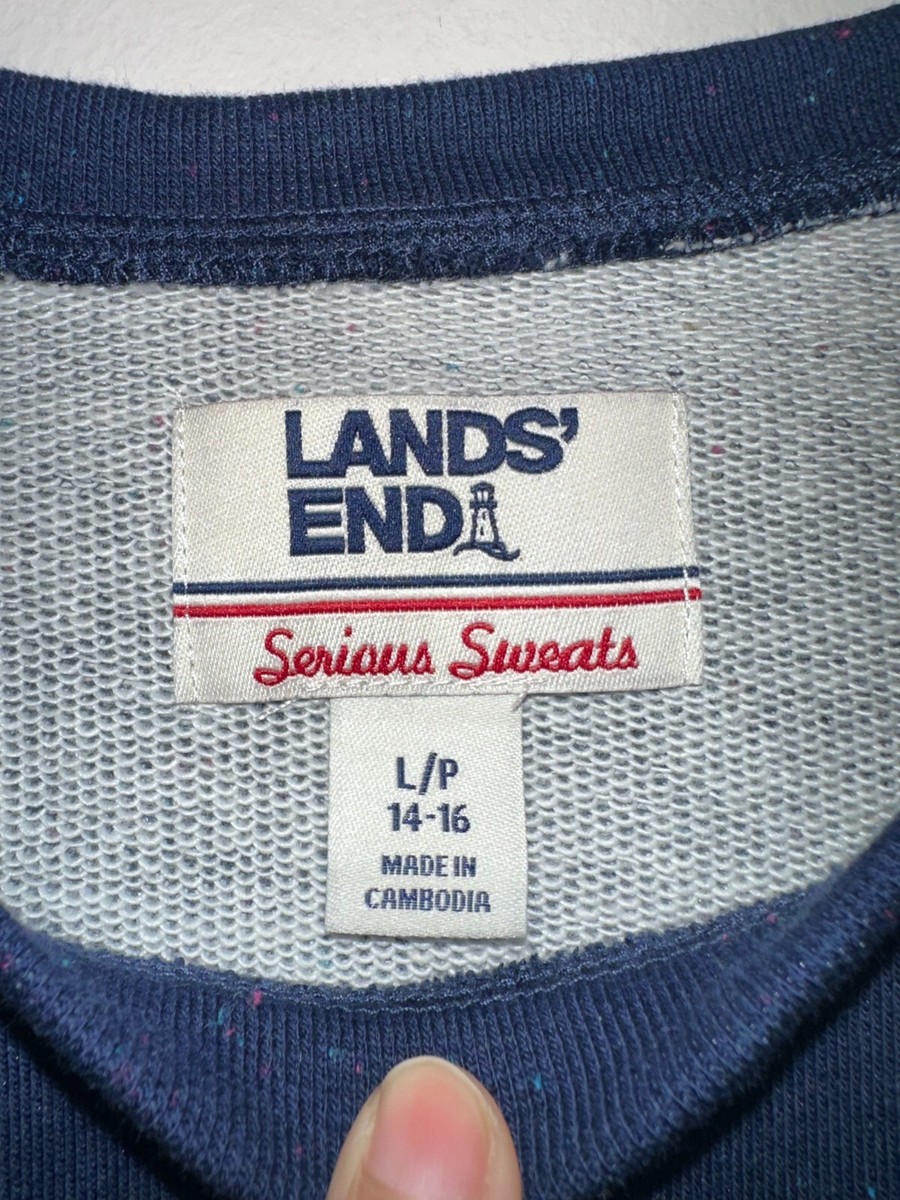 LANDS'
END
Serious Sweats
L/P
14-16
MADE IN
CAMBODIA